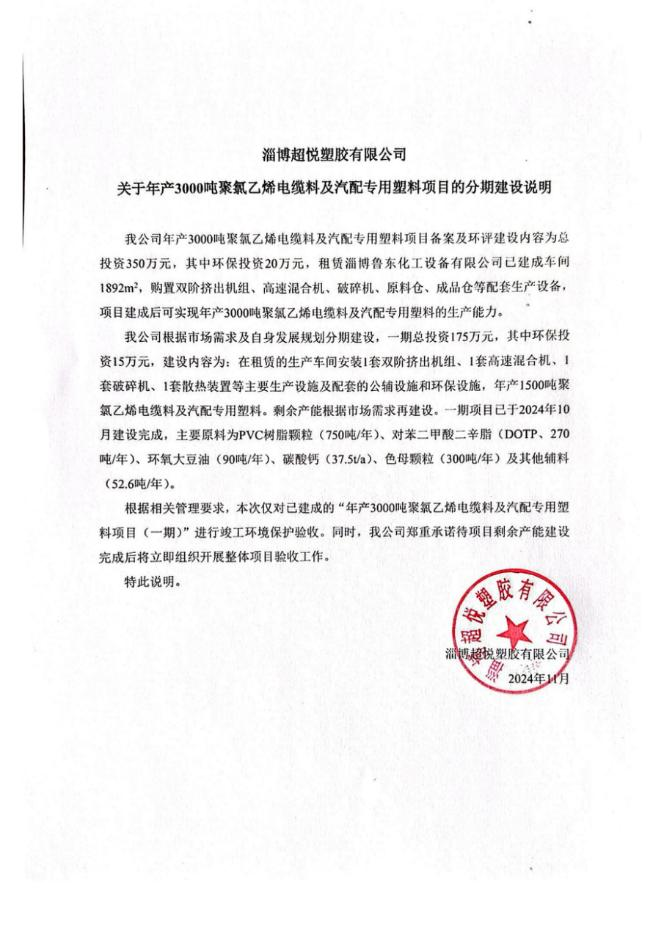 淄博超悦塑胶有限公司
关于年产3000吨聚氯乙烯电缆料及汽配专用塑料项目的分期建设说明
我公司年产3000吨聚氯乙烯电缆料及汽配专用塑料项目备案及环评建设内容为总
投资350万元，其中环保投资20万元，租赁淄博鲁东化工设备有限公司已建成车间
1892m²，购置双阶挤出机组、高速混合机、破碎机、原料仓、成品仓等配套生产设备，
项目建成后可实现年产3000吨聚氯乙烯电缆料及汽配专用塑料的生产能力。
我公司根据市场需求及自身发展规划分期建设，一期总投资175万元，其中环保投
资15万元，建设内容为：在租赁的生产车间安装1套双阶挤出机组、1套高速混合机、1
套破碎机、1套散热装置等主要生产设施及配套的公辅设施和环保设施，年产1500吨聚
氯乙烯电缆料及汽配专用塑料。剩余产能根据市场需求再建设。一期项目已于2024年10
月建设完成，主要原料为PVC树脂颗粒（750吨/年）、对苯二甲酸二辛脂（DOTP、270
吨/年）、环氧大豆油（90吨/年）、碳酸钙（37.5t/a）、色母颗粒（300吨/年）及其他辅料
（52.6吨/年）。
根据相关管理要求，本次仅对已建成的“年产3000吨聚氯乙烯电缆料及汽配专用塑
料项目（一期）”进行竣工环境保护验收。同时，我公司郑重承诺待项目剩余产能建设
完成后将立即组织开展整体项目验收工作。
特此说明。
淄博超悦塑胶有限公司
淄博超悦塑胶有限公司
2024年11月